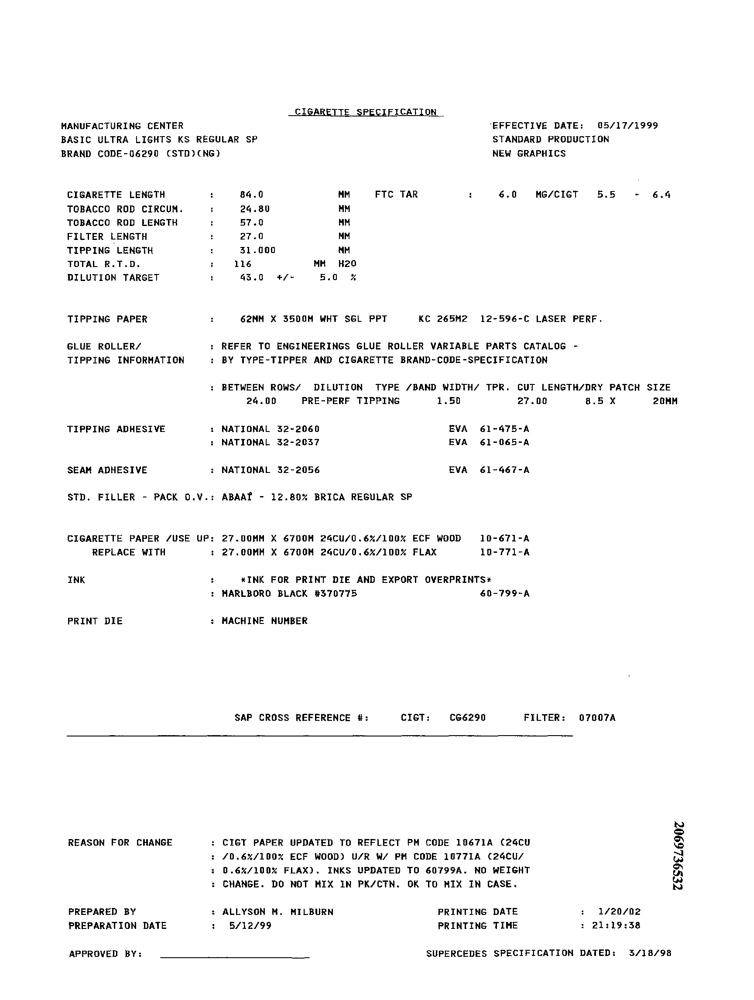 CIGARETTE SPECIFICATION
MANUFACTURING CENTER EFFECTIVE DATE: 05/17/1999
BASIC ULTRA LIGHTS KS REGULAR SP STANDARD PRODUCTION
BRAND CODE-06290 (STD)(NG) NEW GRAPHICS
CIGARETTE LENGTH : 84.0 MM FTC TAR : 6.0 MG/CIGT 5.5 - 6.4
TOBACCO ROD CIRCUM. : 24.80 MM
TOBACCO ROD LENGTH : 57.0 MM
FILTER LENGTH : 27.0 MM
TIPPING LENGTH : 31.000 MM
TOTAL R.T.D. : 116 MM H2O
DILUTION TARGET : 43.0 +/- 5.0 %
TIPPING PAPER : 62MM X 3500M WHT SGL PPT KC 265M2 12-596-C LASER PERF.
GLUE ROLLER/ : REFER TO ENGINEERINGS GLUE ROLLER VARIABLE PARTS CATALOG -
TIPPING INFORMATION : BY TYPE-TIPPER AND CIGARETTE BRAND-CODE-SPECIFICATION
: BETWEEN ROWS/ DILUTION TYPE /BAND WIDTH/ TPR. CUT LENGTH/DRY PATCH SIZE
24.00 PRE-PERF TIPPING 1.50 27.00 8.5 X 20MM
TIPPING ADHESIVE : NATIONAL 32-2060 EVA 61-475-A
: NATIONAL 32-2037 EVA 61-065-A
SEAM ADHESIVE : NATIONAL 32-2056 EVA 61-467-A
STD. FILLER - PACK O.V.: ABAAT - 12.80% BRICA REGULAR SP
CIGARETTE PAPER /USE UP: 27.00MM X 6700M 24CU/0.6%/100% ECF WOOD 10-671-A
REPLACE WITH : 27.00MM X 6700M 24CU/0.6%/100% FLAX 10-771-A
INK : *INK FOR PRINT DIE AND EXPORT OVERPRINTS*
: MARLBORO BLACK #370775 60-799-A
PRINT DIE : MACHINE NUMBER
SAP CROSS REFERENCE #: CIGT: CG6290 FILTER: 07007A
REASON FOR CHANGE : CIGT PAPER UPDATED TO REFLECT PM CODE 10671A (24CU
: /0.6%/100% ECF WOOD) U/R W/ PM CODE 10771A (24CU/
: 0.6%/100% FLAX). INKS UPDATED TO 60799A. NO WEIGHT
: CHANGE. DO NOT MIX IN PK/CTN. OK TO MIX IN CASE.
PREPARED BY : ALLYSON M. MILBURN PRINTING DATE : 1/20/02
PREPARATION DATE : 5/12/99 PRINTING TIME : 21:19:38
APPROVED BY: SUPERCEDES SPECIFICATION DATED: 3/18/98
2069736532